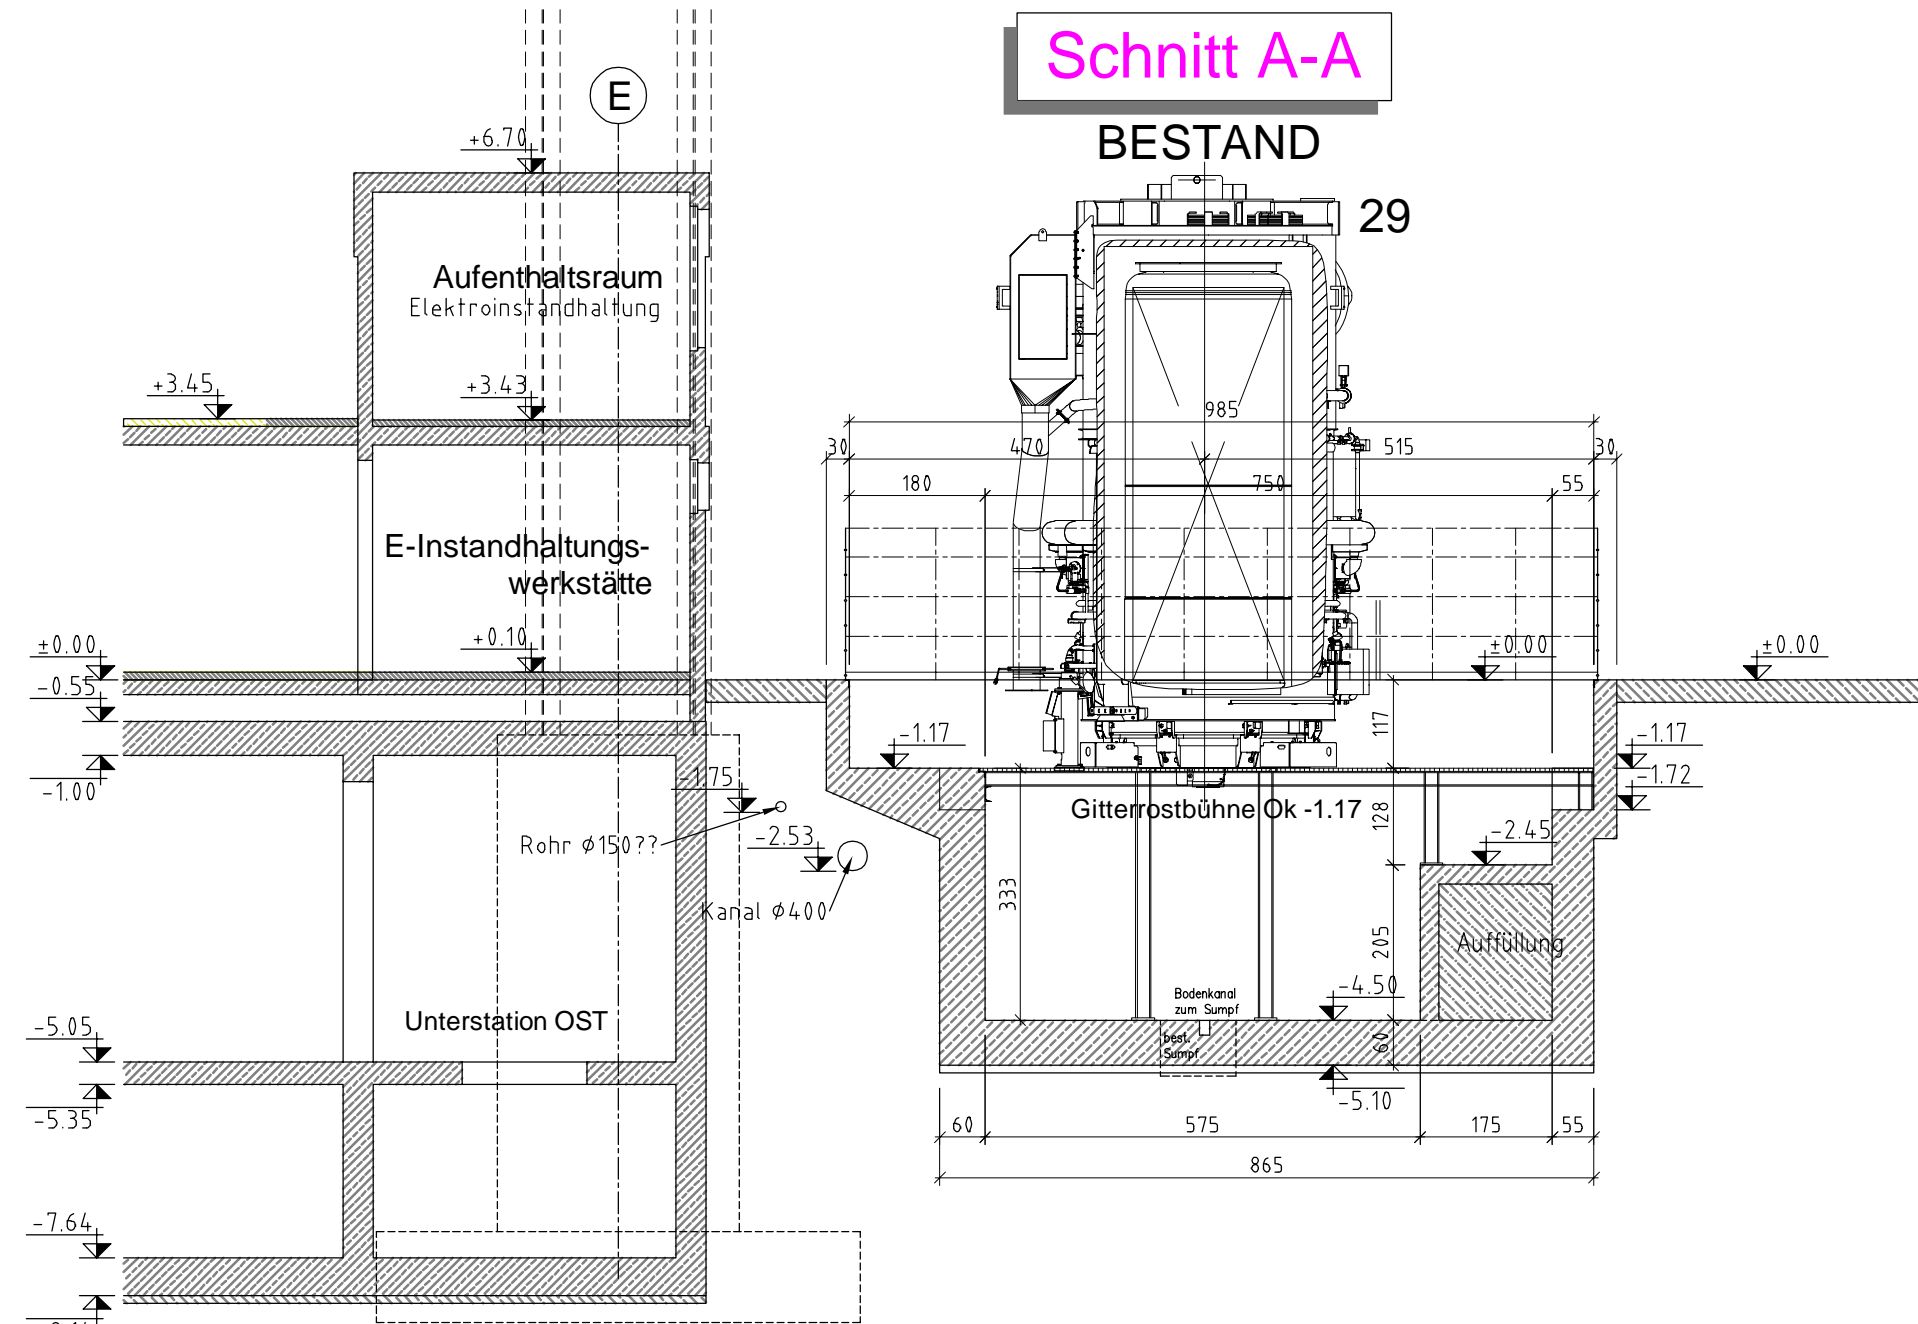 Schnitt A-A
BESTAND
E
29
+6.70
Aufenthaltsraum
Elektroinstandhaltung
+3.45
+3.43
985
30
470
515
30
180
750
55
E-Instandhaltungs-
werkstätte
±0.00
+0.10
±0.00
±0.00
-0.55
-1.17
117
-1.17
-1.00
-1.75
-1.72
Gitterrostbühne Ok -1.17
128
Rohr ø150??
-2.53
-2.45
333
Kanal ø400
205
Auffüllung
Bodenkanal
zum Sumpf
-4.50
Unterstation OST
-5.05
best.
Sumpf
60
-5.35
-5.10
60
575
175
55
865
-7.64